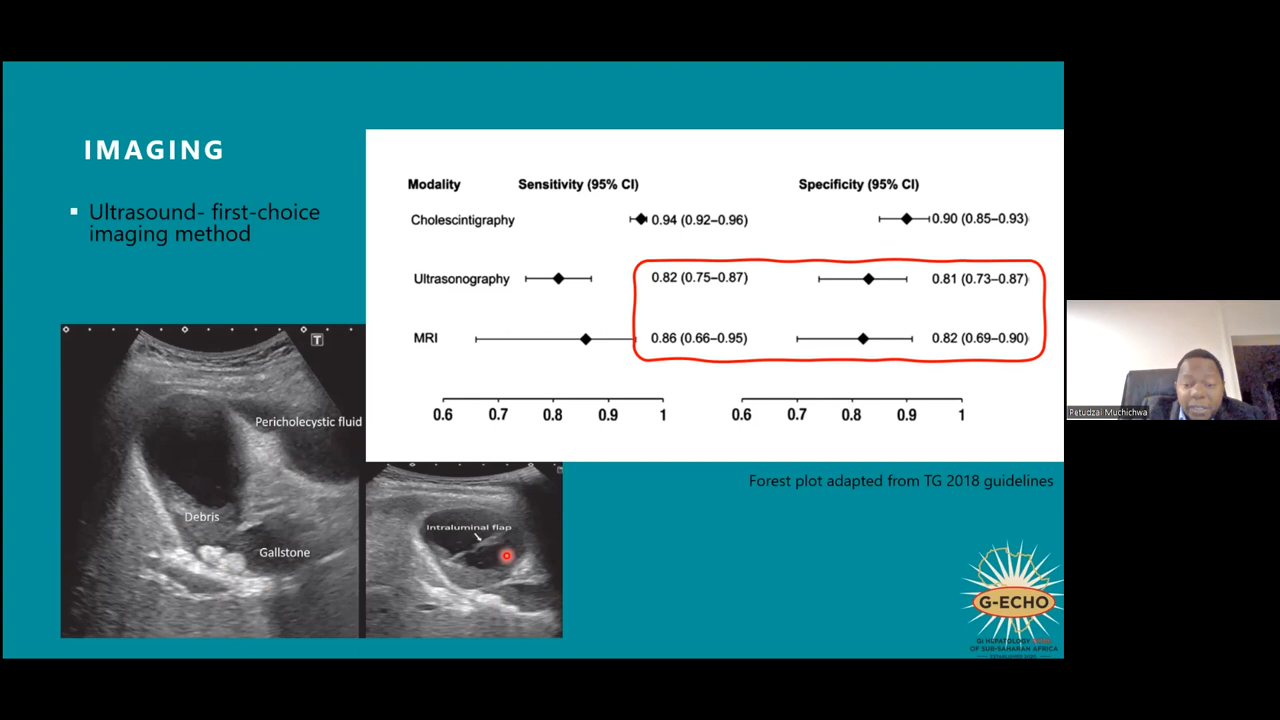 IMAGING
Ultrasound- first-choice
imaging method
Modality Sensitivity (95% CI) Specificity (95% CI)
Cholescintigraphy 0.94 (0.92–0.96) 0.90 (0.85–0.93)
Ultrasonography 0.82 (0.75–0.87) 0.81 (0.73–0.87)
MRI 0.86 (0.66–0.95) 0.82 (0.69–0.90)
0.6 0.7 0.8 0.9 1 0.6 0.7 0.8 0.9 1
T
Pericholecystic fluid
Debris
Gallstone
Intraluminal flap
Forest plot adapted from TG 2018 guidelines
G-ECHO
OF SUB-SAHARAN AFRICA
Petudzai Muchichwa